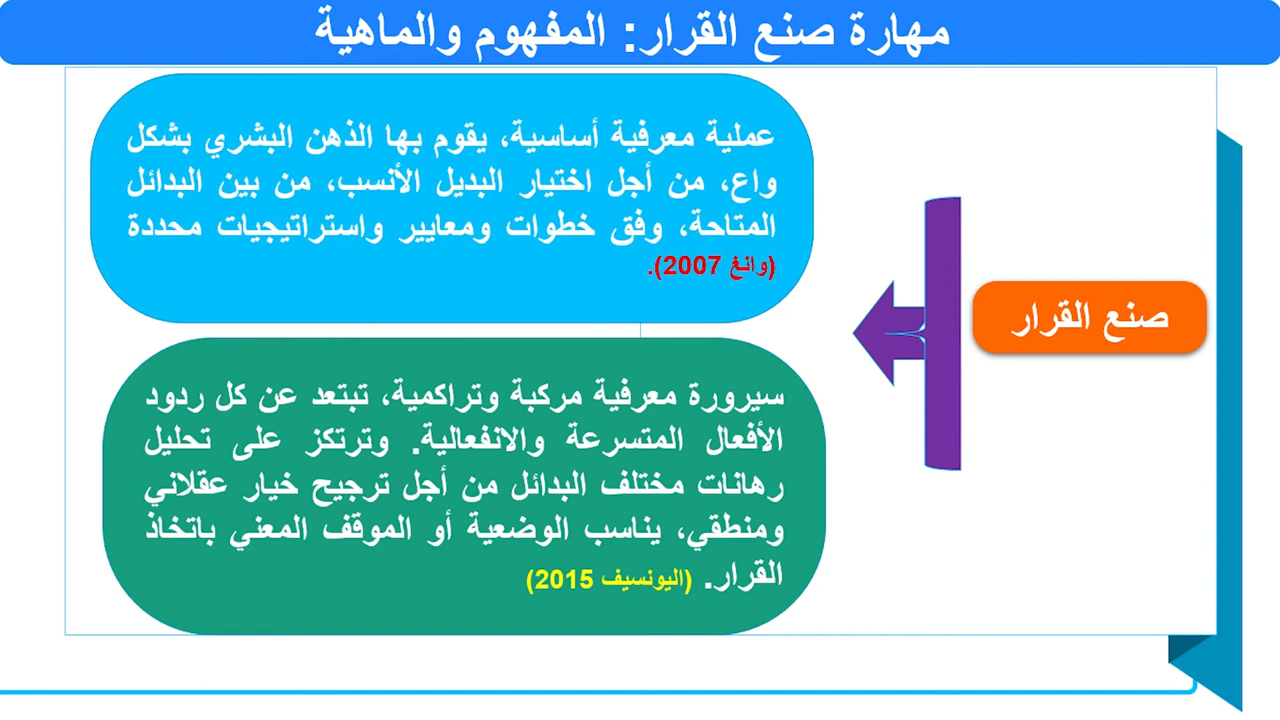 مهارة صنع القرار: المفهوم والماهية
صنع القرار
عملية معرفية أساسية، يقوم بها الذهن البشري بشكل
واع، من أجل اختيار البديل الأنسب، من بين البدائل
المتاحة، وفق خطوات ومعايير واستراتيجيات محددة
(وانغ 2007).
سيرورة معرفية مركبة وتراكمية، تبتعد عن كل ردود
الأفعال المتسرعة والانفعالية. وترتكز على تحليل
رهانات مختلف البدائل من أجل ترجيح خيار عقلاني
ومنطقي، يناسب الوضعية أو الموقف المعني باتخاذ
القرار. (اليونسيف 2015)